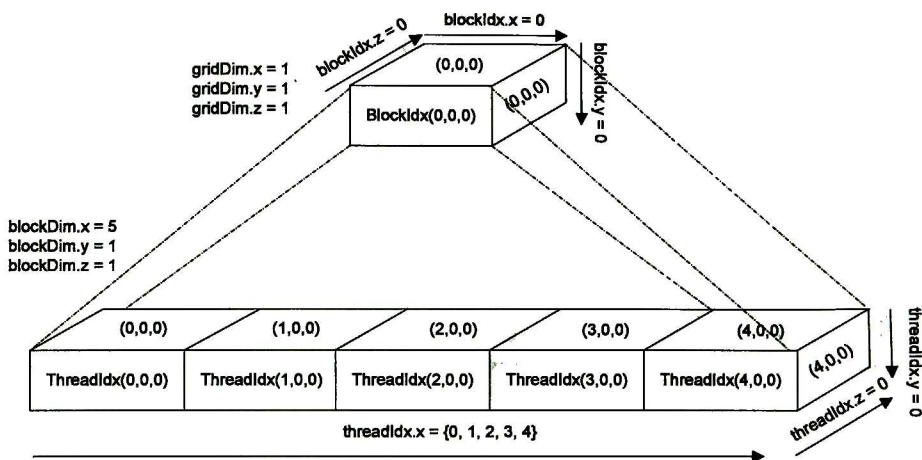 blockIdx.x = 0
blockIdx.z = 0
blockIdx.y = 0
gridDim.x = 1
gridDim.y = 1
gridDim.z = 1
(0,0,0)
(0,0,0)
BlockIdx(0,0,0)
blockDim.x = 5
blockDim.y = 1
blockDim.z = 1
(0,0,0) (1,0,0) (2,0,0) (3,0,0) (4,0,0)
ThreadIdx(0,0,0) ThreadIdx(1,0,0) ThreadIdx(2,0,0) ThreadIdx(3,0,0) ThreadIdx(4,0,0)
(4,0,0)
threadIdx.y = 0
threadIdx.z = 0
threadIdx.x = {0, 1, 2, 3, 4}